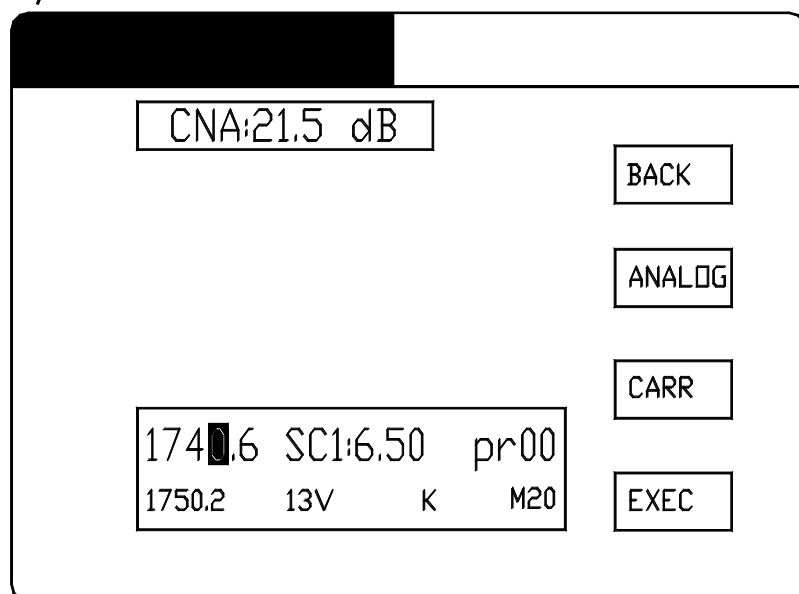 CNA:21.5 dB
BACK
ANALOG
CARR
1740.6 SC1:6.50 pr00
1750.2 13V K M20
EXEC